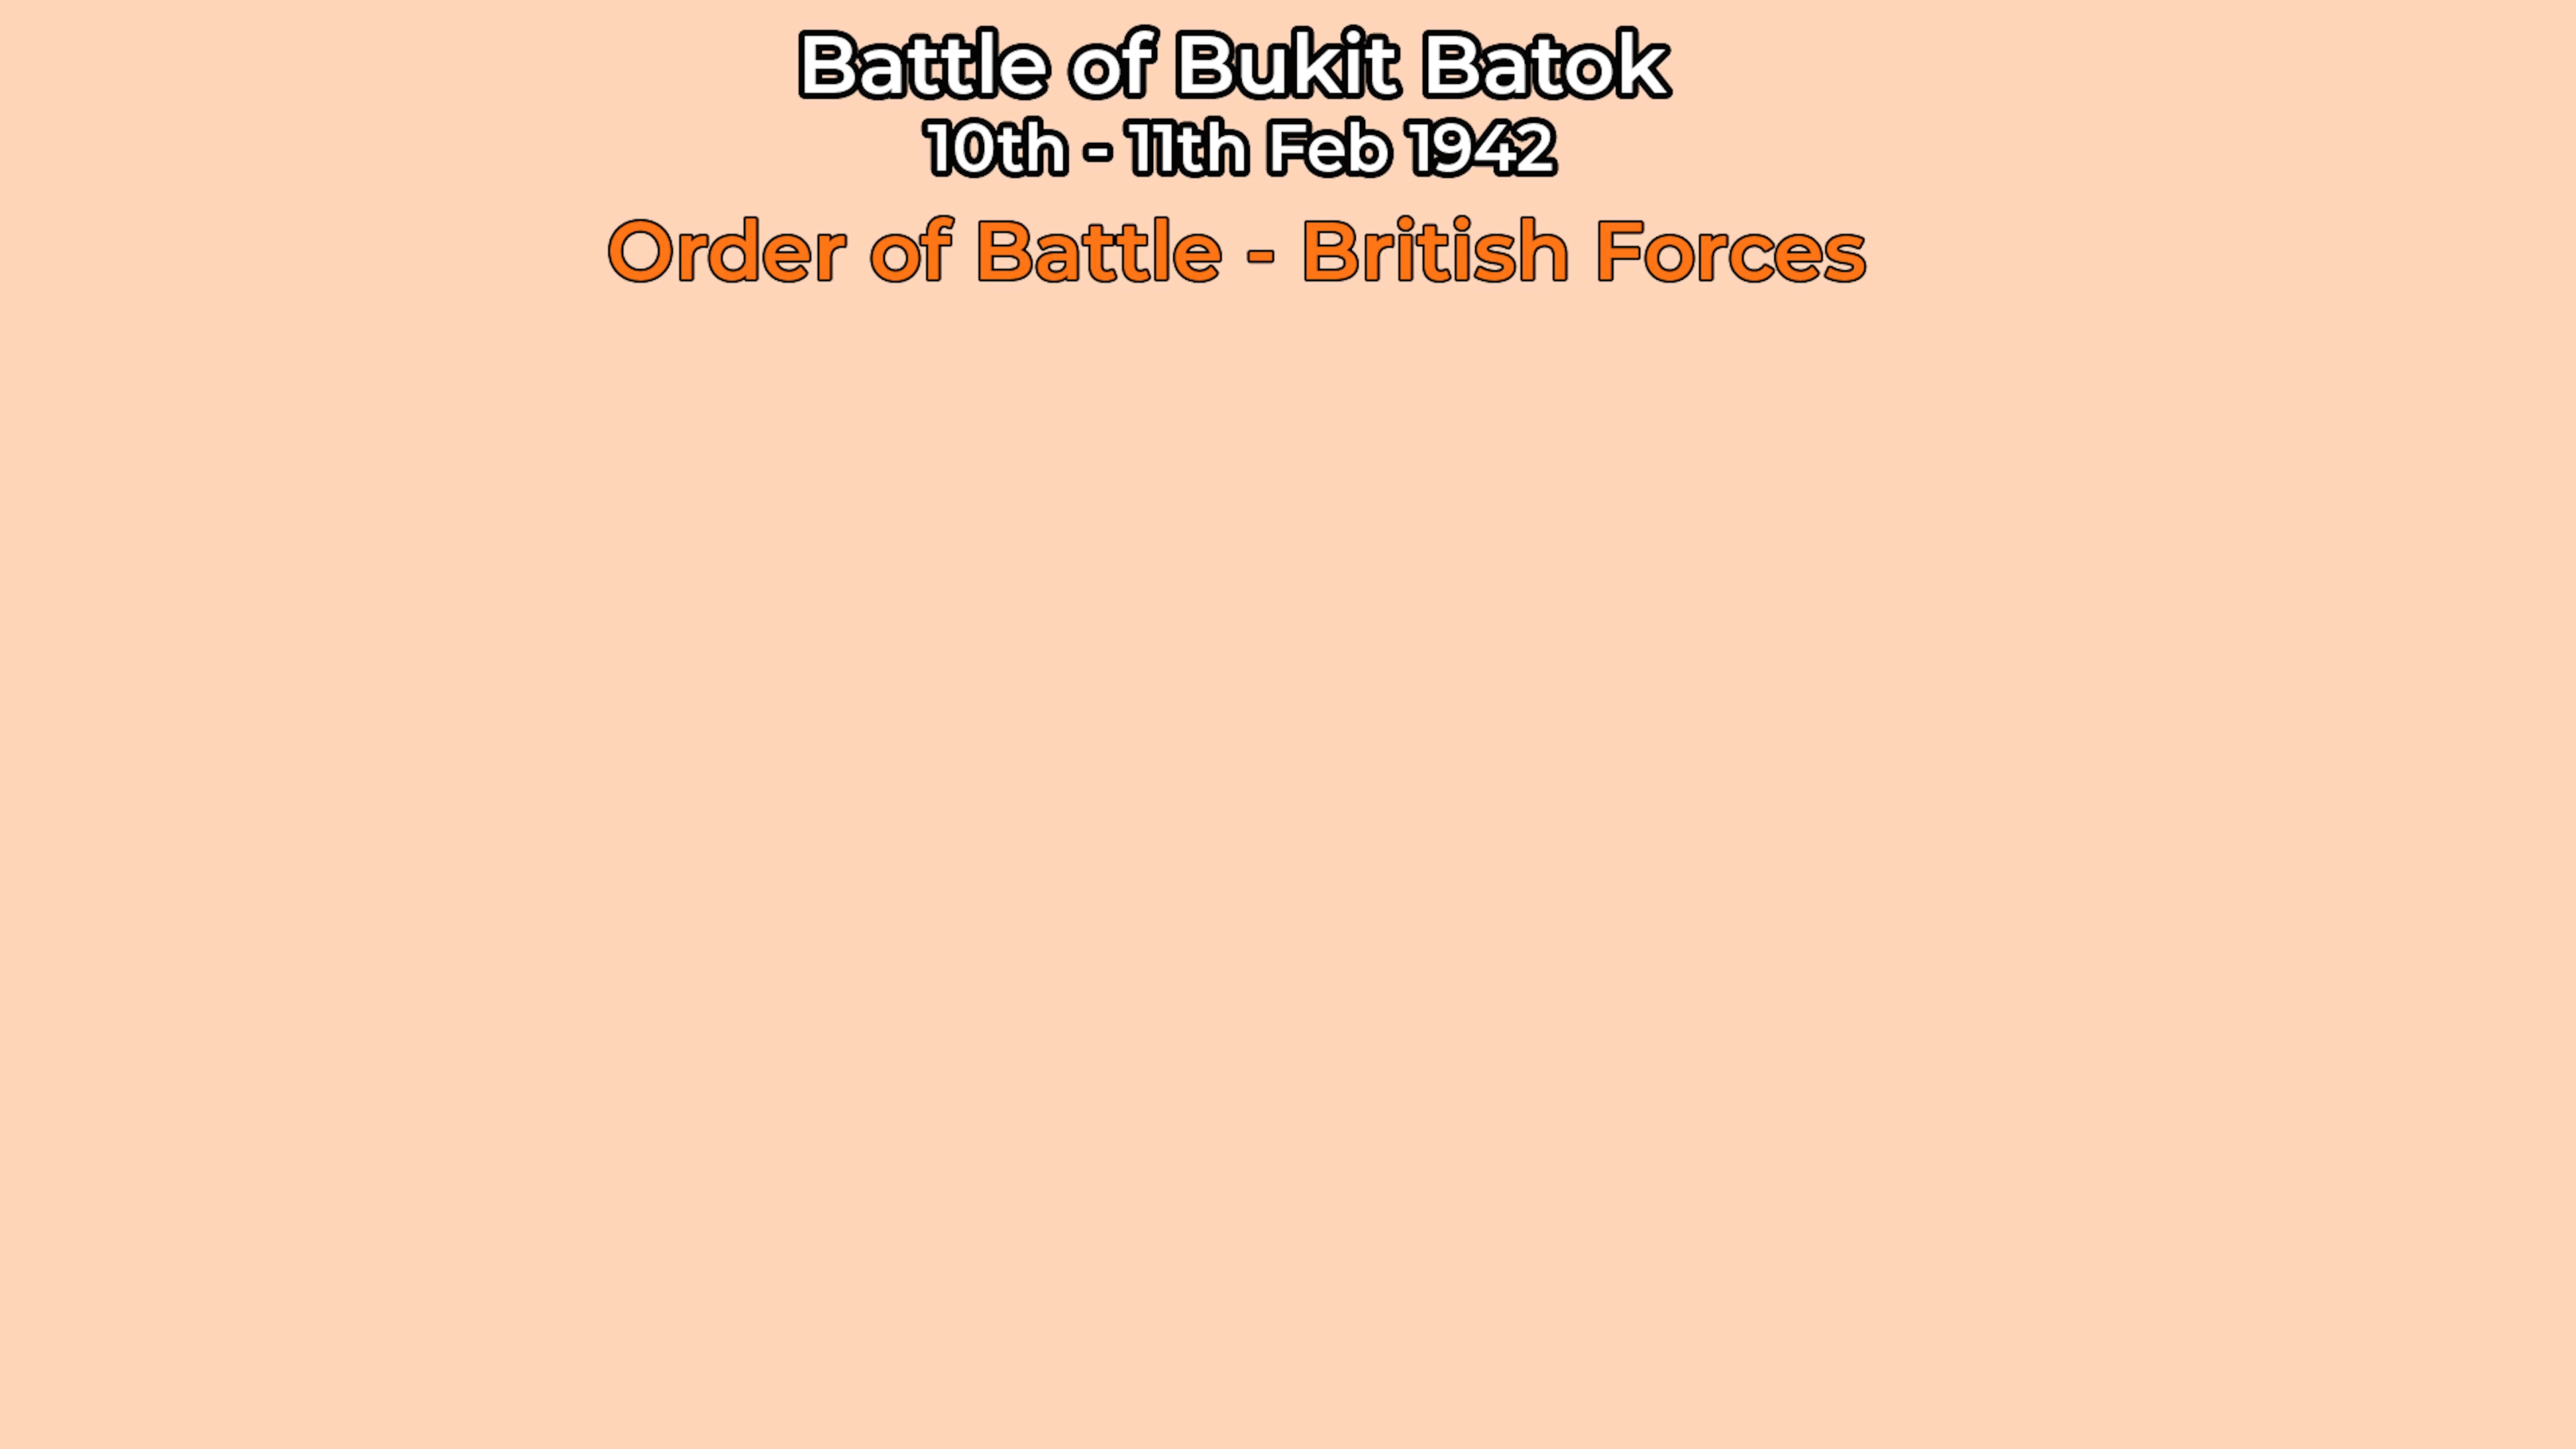 Battle of Bukit Batok
10th - 11th Feb 1942
Order of Battle - British Forces